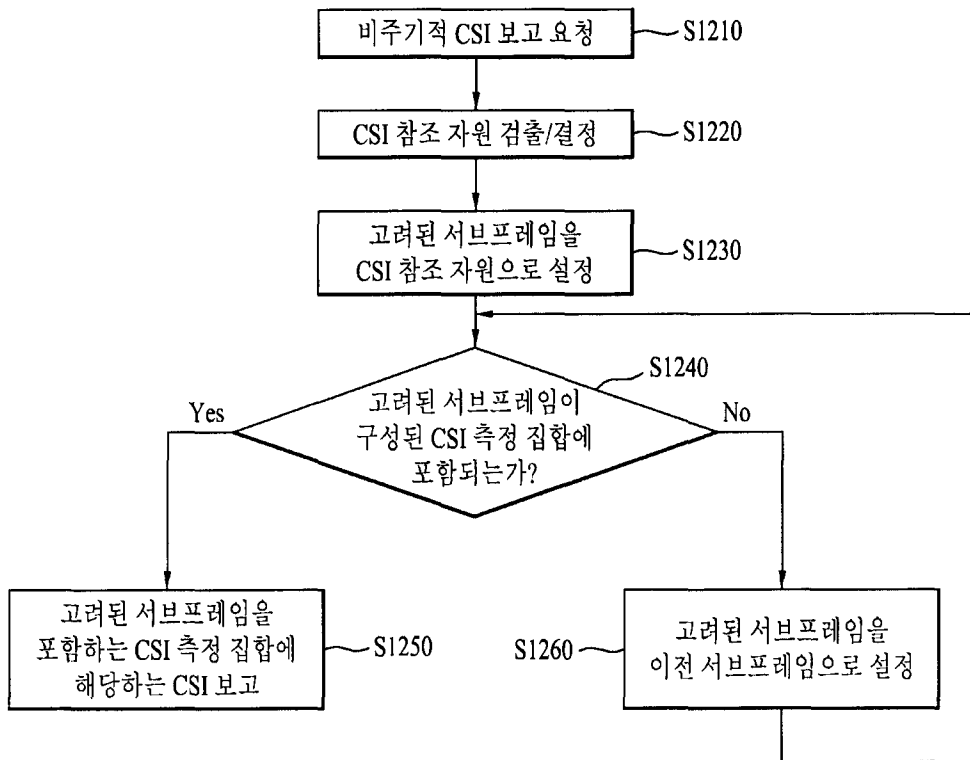 비주기적 CSI 보고 요청
S1210
CSI 참조 자원 검출/결정
S1220
고려된 서브프레임을
CSI 참조 자원으로 설정
S1230
S1240
고려된 서브프레임이
구성된 CSI 측정 집합에
포함되는가?
Yes
No
고려된 서브프레임을
포함하는 CSI 측정 집합에
해당하는 CSI 보고
S1250
S1260
고려된 서브프레임을
이전 서브프레임으로 설정